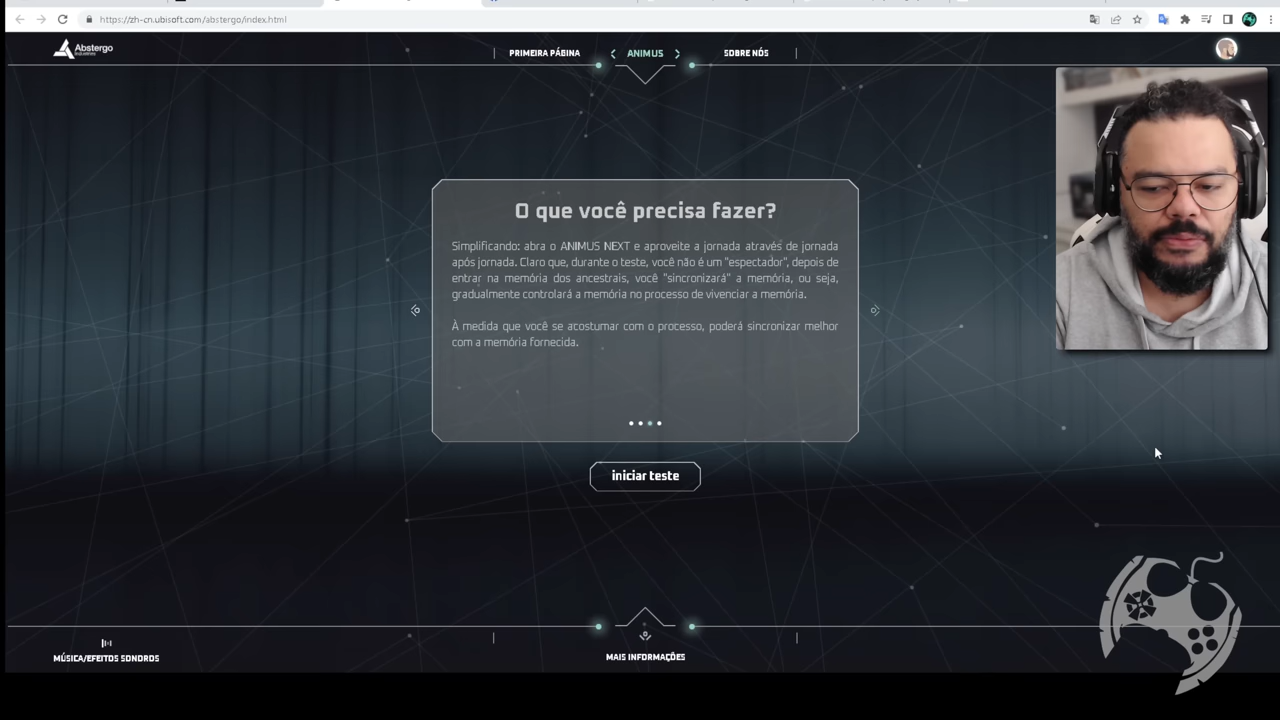 https://zh-cn.ubisoft.com/abstergo/index.html
Abstergo
Industries
PRIMEIRA PÁGINA
ANIMUS
SOBRE NÓS
O que você precisa fazer?
Simplificando: abra o ANIMUS NEXT e aproveite a jornada através de jornada
após jornada. Claro que, durante o teste, você não é um "espectador", depois de
entrar na memória dos ancestrais, você "sincronizará" a memória, ou seja,
gradualmente controlará a memória no processo de vivenciar a memória.
À medida que você se acostumar com o processo, poderá sincronizar melhor
com a memória fornecida.
iniciar teste
MÚSICA/EFEITOS SONOROS
MAIS INFORMAÇÕES